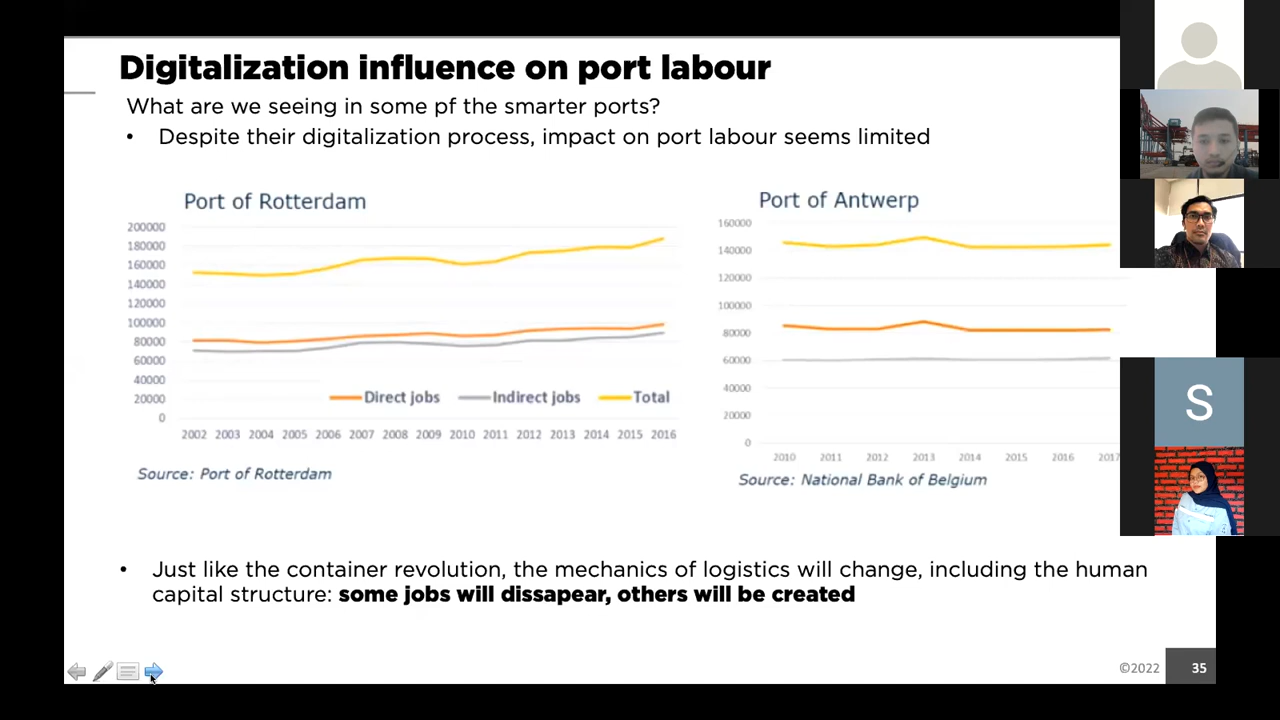 Digitalization influence on port labour
What are we seeing in some pf the smarter ports?
• Despite their digitalization process, impact on port labour seems limited
Port of Rotterdam
200000
180000
160000
140000
120000
100000
80000
60000
40000
20000
0
Direct jobs Indirect jobs Total
2002 2003 2004 2005 2006 2007 2008 2009 2010 2011 2012 2013 2014 2015 2016
Source: Port of Rotterdam
Port of Antwerp
160000
140000
120000
100000
80000
60000
40000
20000
0
2010 2011 2012 2013 2014 2015 2016 2017
Source: National Bank of Belgium
• Just like the container revolution, the mechanics of logistics will change, including the human
capital structure: some jobs will dissapear, others will be created
©2022 35
S